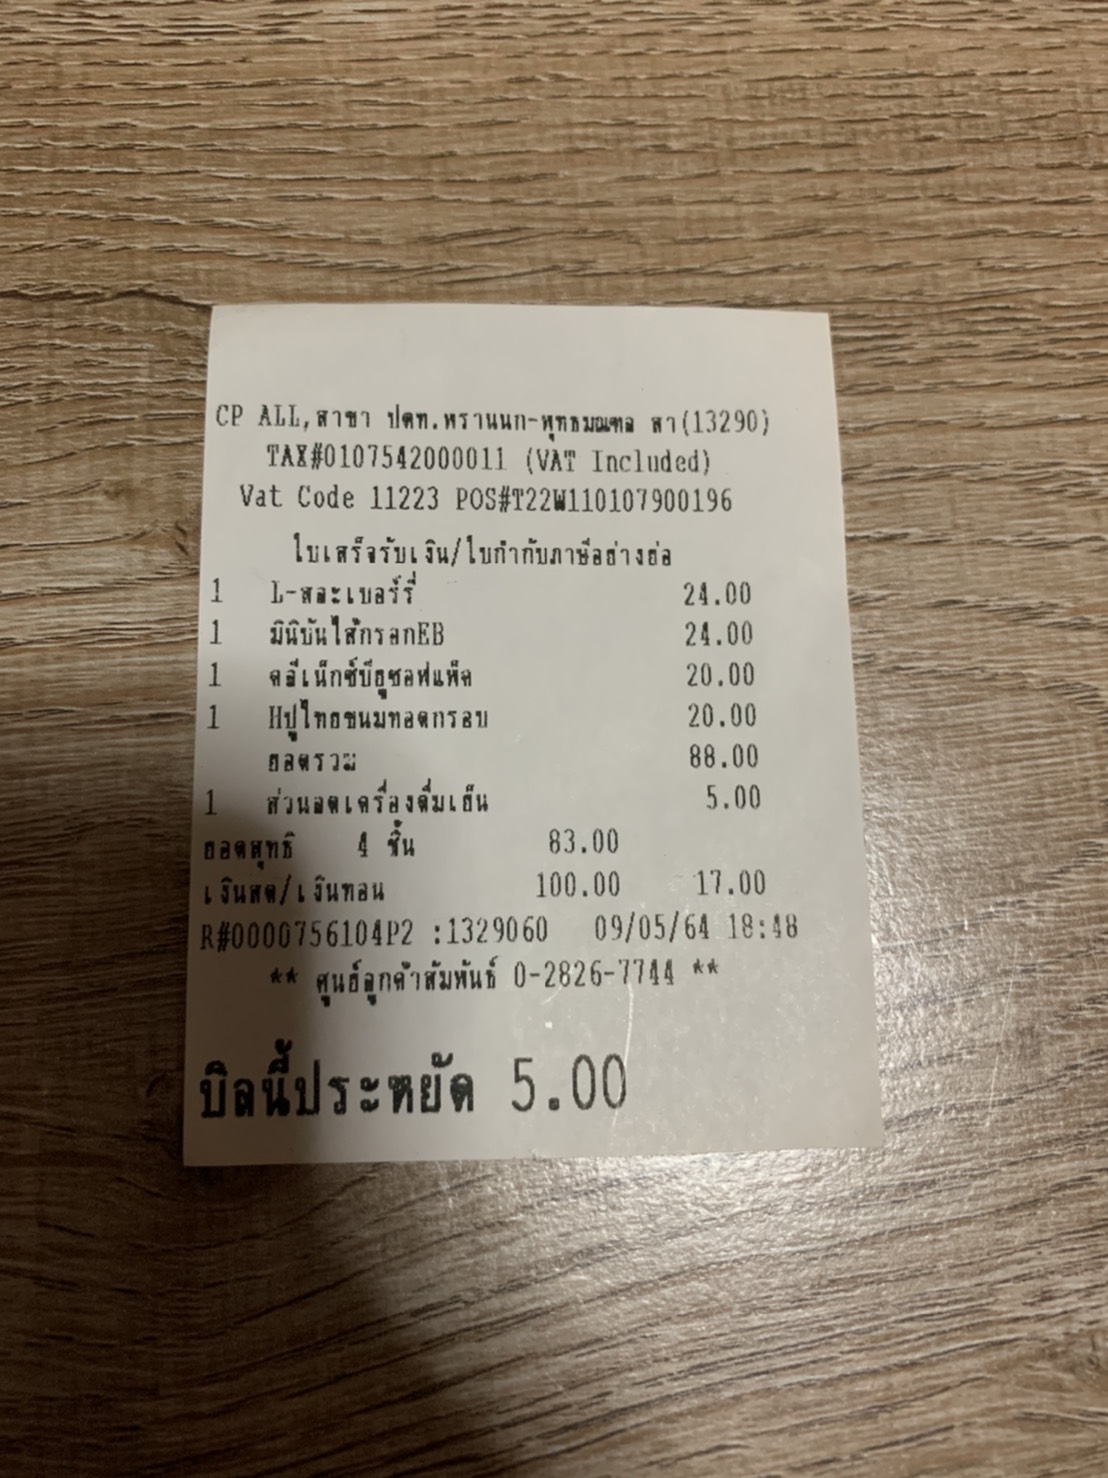 CP ALL,สาขา ปตท.พรานนก-พุทธมณฑล สา(13290)
TAX#0107542000011 (VAT Included)
Vat Code 11223 POS#T22W110107900196
ใบเสร็จรับเงิน/ใบกำกับภาษีอย่างย่อ
1 L-สละเบอร์รี่ 24.00
1 มินิบันไส้กรอกEB 24.00
1 คลีเน็กซ์บียูซอฟแพ็ค 20.00
1 Hปูไทยขนมทอดกรอบ 20.00
ยอดรวม 88.00
1 ส่วนลดเครื่องดื่มเย็น 5.00
ยอดสุทธิ 4 ชิ้น 83.00
เงินสด/เงินทอน 100.00 17.00
R#0000756104P2 :1329060 09/05/64 18:48
** ศูนย์ลูกค้าสัมพันธ์ 0-2826-7744 **
บิลนี้ประหยัด 5.00